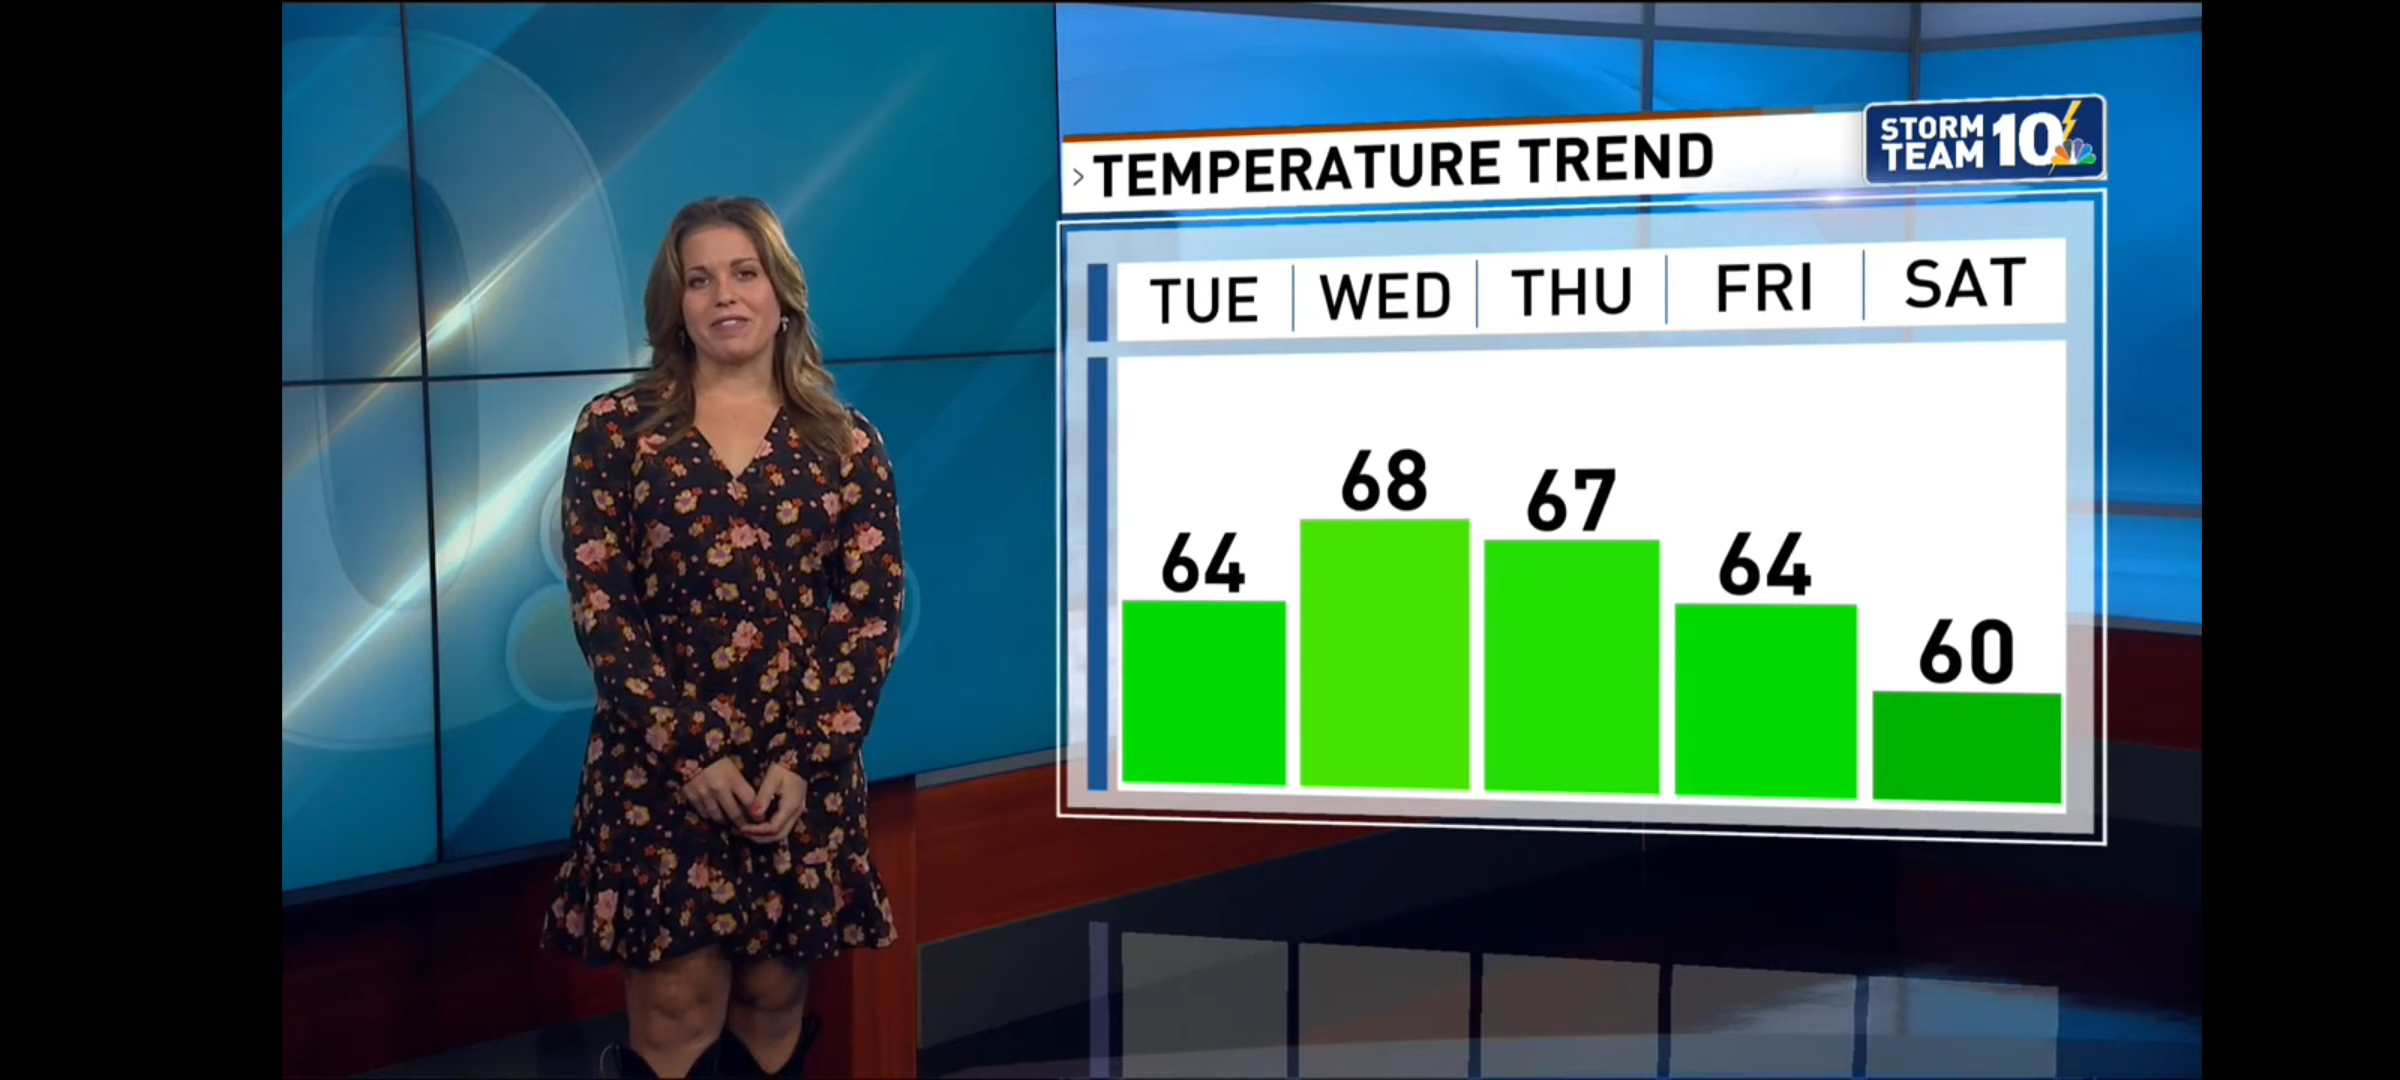 > TEMPERATURE TREND
STORM
TEAM 10
TUE WED THU FRI SAT
64 68 67 64 60